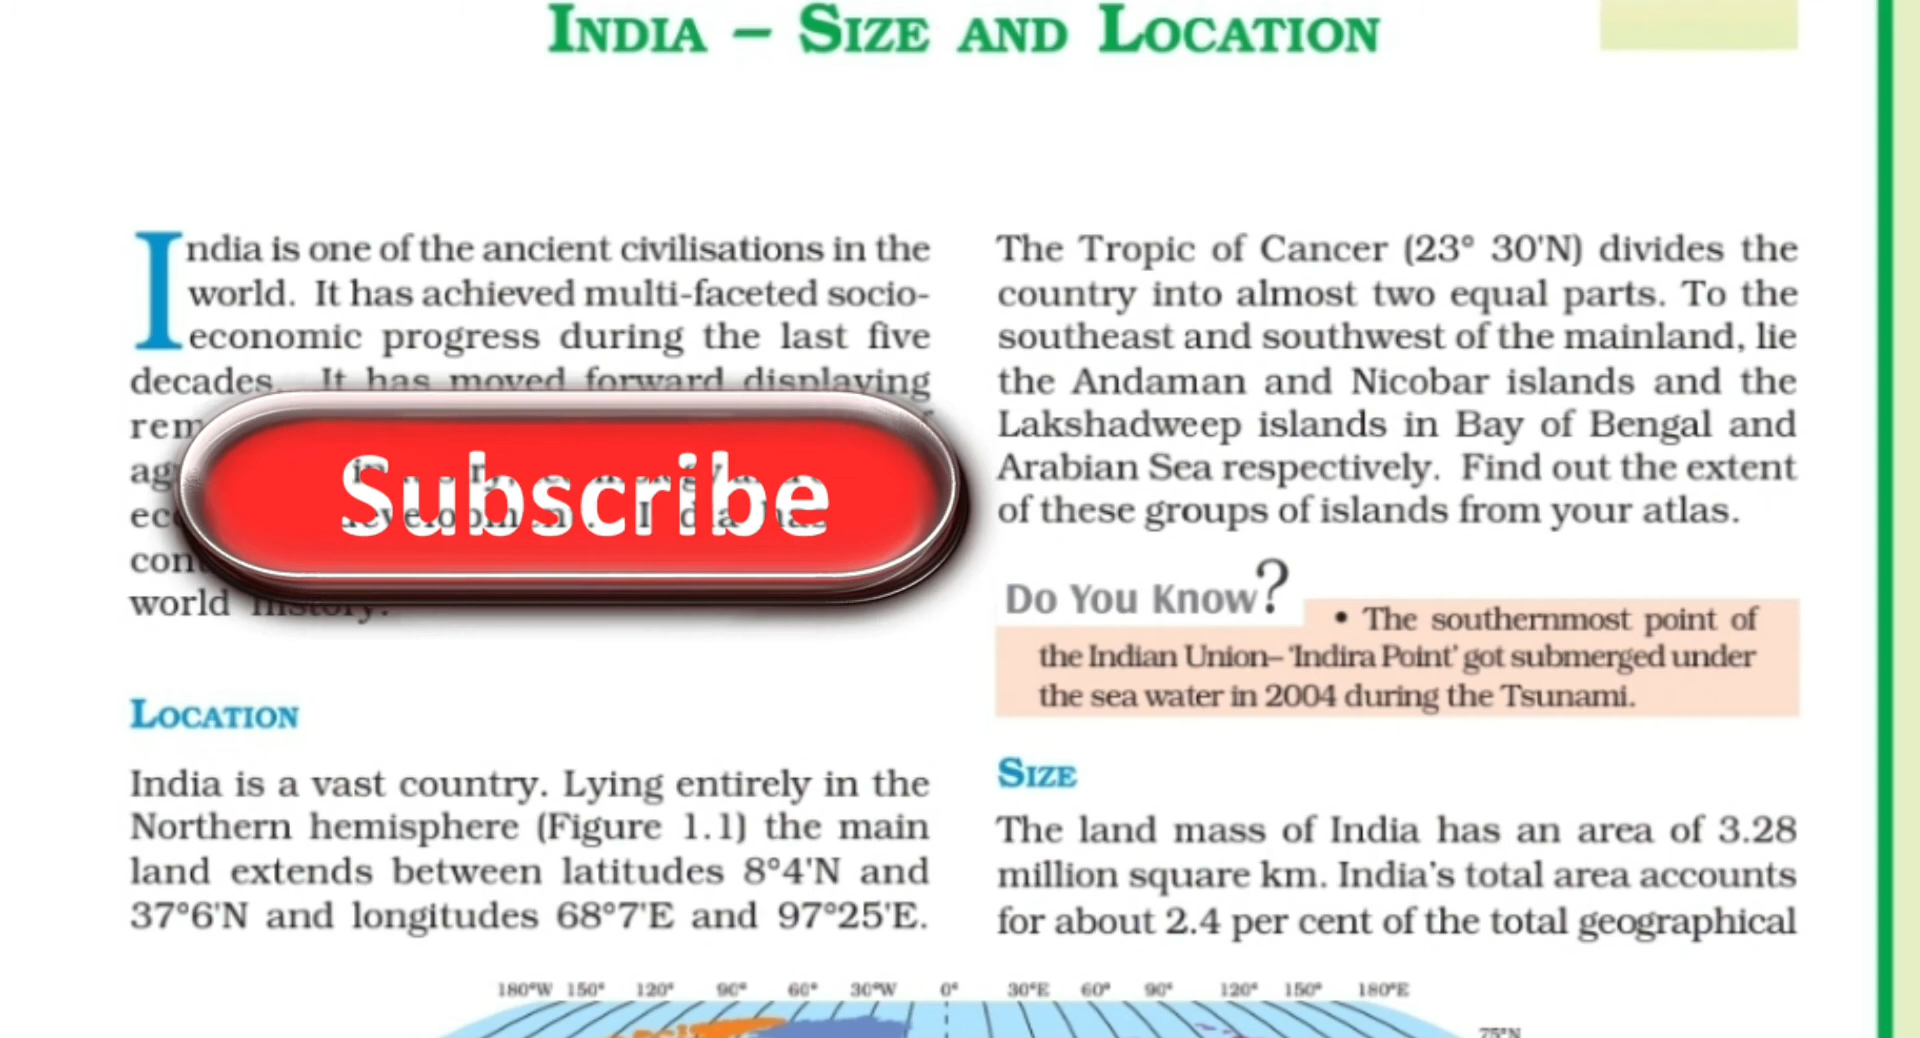 INDIA – SIZE AND LOCATION
India is one of the ancient civilisations in the
world. It has achieved multi-faceted socio-
economic progress during the last five
decades. It has moved forward displaying
world history.
Subscribe
LOCATION
India is a vast country. Lying entirely in the
Northern hemisphere (Figure 1.1) the main
land extends between latitudes 8°4'N and
37°6'N and longitudes 68°7'E and 97°25'E.
The Tropic of Cancer (23° 30'N) divides the
country into almost two equal parts. To the
southeast and southwest of the mainland, lie
the Andaman and Nicobar islands and the
Lakshadweep islands in Bay of Bengal and
Arabian Sea respectively. Find out the extent
of these groups of islands from your atlas.
Do You Know?
• The southernmost point of
the Indian Union– 'Indira Point' got submerged under
the sea water in 2004 during the Tsunami.
SIZE
The land mass of India has an area of 3.28
million square km. India's total area accounts
for about 2.4 per cent of the total geographical
180°W 150° 120° 90° 60° 30°W 0° 30°E 60° 90° 120° 150° 180°E
75°N